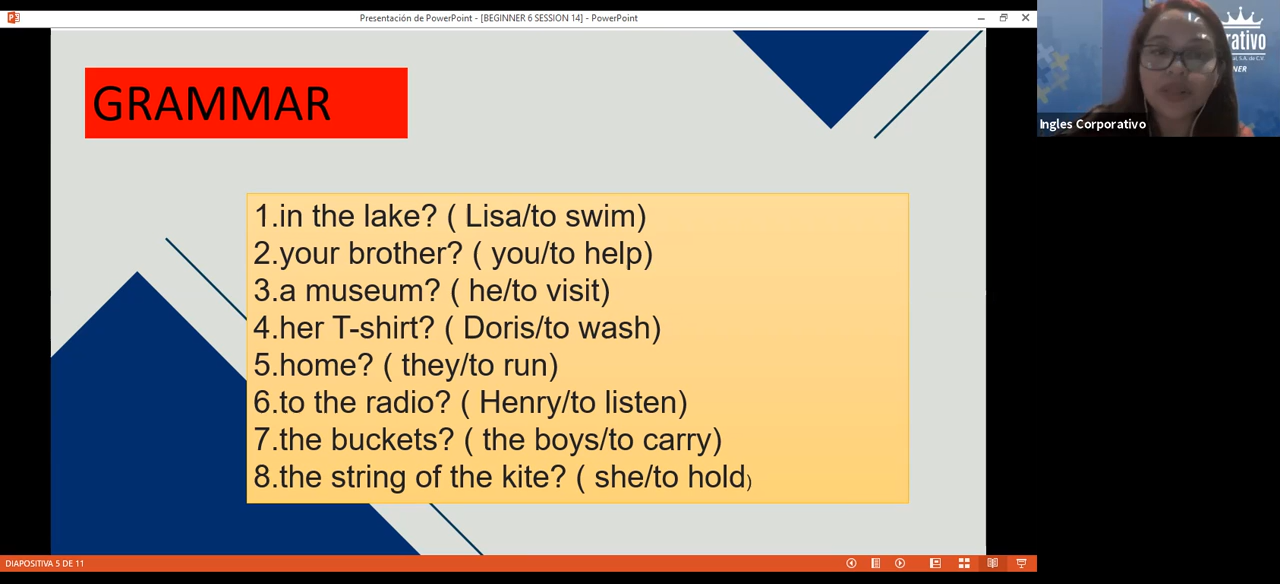 Presentación de PowerPoint - [BEGINNER 6 SESSION 14] - PowerPoint
GRAMMAR
1.in the lake? ( Lisa/to swim)
2.your brother? ( you/to help)
3.a museum? ( he/to visit)
4.her T-shirt? ( Doris/to wash)
5.home? ( they/to run)
6.to the radio? ( Henry/to listen)
7.the buckets? ( the boys/to carry)
8.the string of the kite? ( she/to hold)
Ingles Corporativo
DIAPOSITIVA 5 DE 11